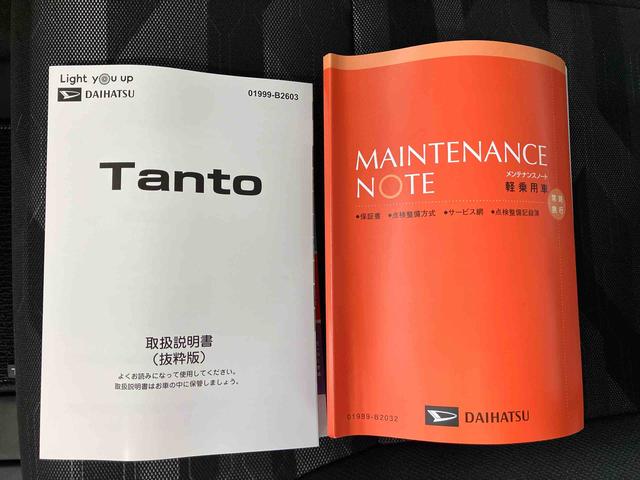 Light you up
DAIHATSU
01999-B2603
Tanto
取扱説明書
(抜粋版)
よくお読みになって使用してください。
取扱説明書はお車の中に保管しましょう。
MAINTENANCE
NOTE
メンテナンスノート
軽乗用車
•保証書 •点検整備方式 •サービス網 •点検整備記録簿
01989-B2032
DAIHATSU